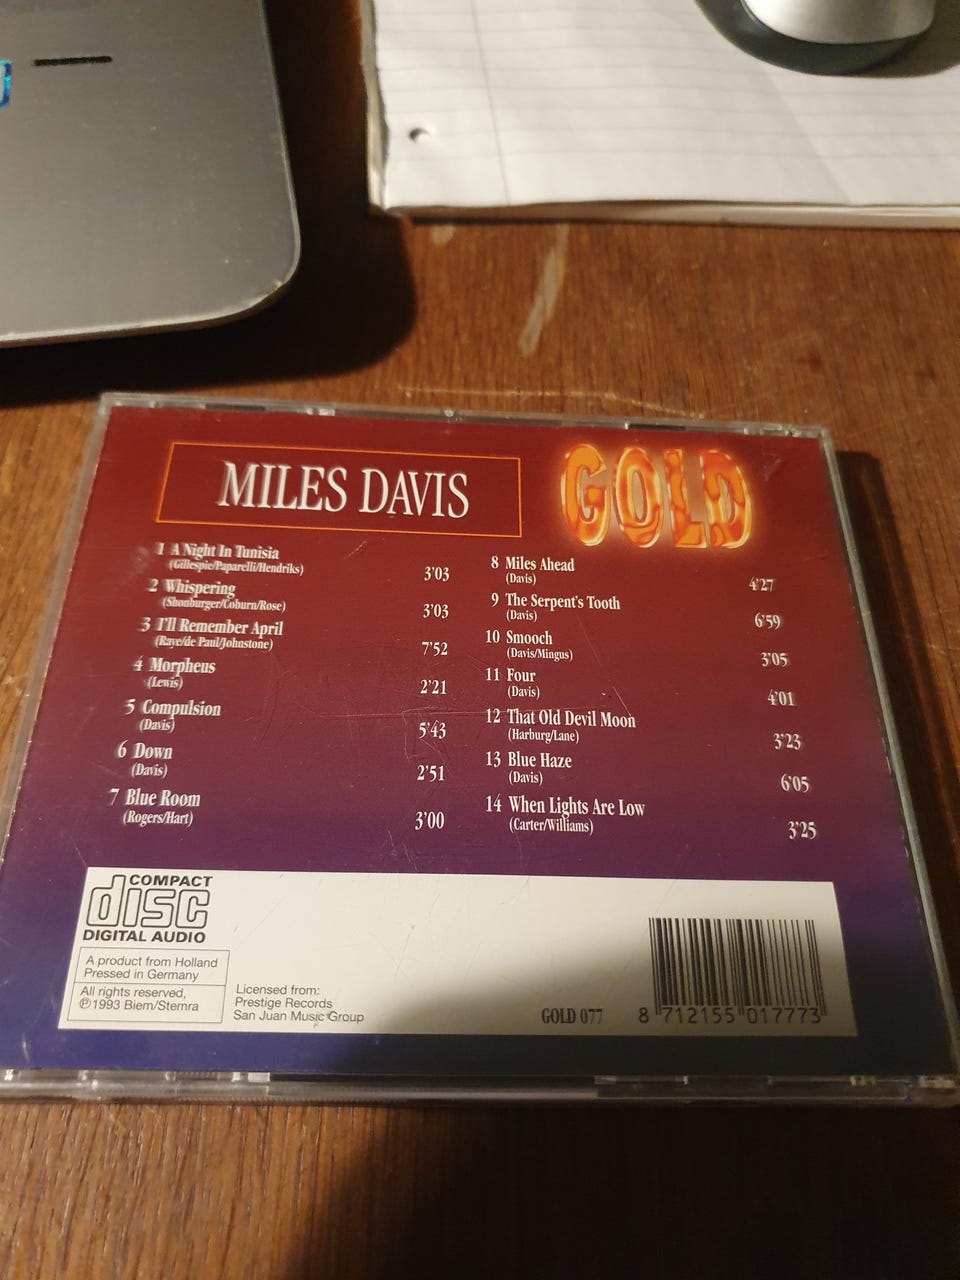 MILES DAVIS
GOLD
1 A Night In Tunisia
(Gillespie/Paparelli/Hendriks)
3'03
2 Whispering
(Shonburger/Coburn/Rose)
3'03
3 I'll Remember April
(Raye/de Paul/Johnstone)
7'52
4 Morpheus
(Lewis)
2'21
5 Compulsion
(Davis)
5'43
6 Down
(Davis)
2'51
7 Blue Room
(Rogers/Hart)
3'00
8 Miles Ahead
(Davis)
4'27
9 The Serpent's Tooth
(Davis)
6'59
10 Smooch
(Davis/Mingus)
3'05
11 Four
(Davis)
4'01
12 That Old Devil Moon
(Harburg/Lane)
3'23
13 Blue Haze
(Davis)
6'05
14 When Lights Are Low
(Carter/Williams)
3'25
COMPACT
disc
DIGITAL AUDIO
A product from Holland
Pressed in Germany
All rights reserved,
℗1993 Biem/Stemra
Licensed from:
Prestige Records
San Juan Music Group
GOLD 077
8 712155 017773